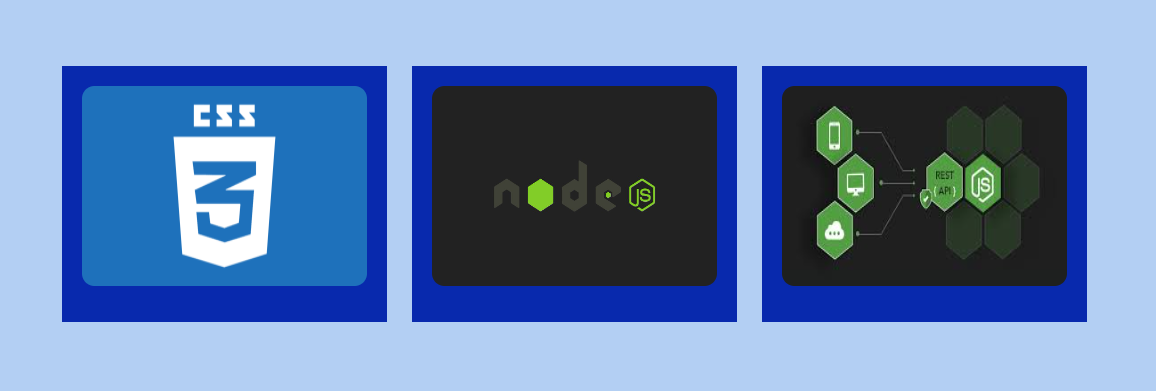 CSS
node
JS
REST
{ API }
JS